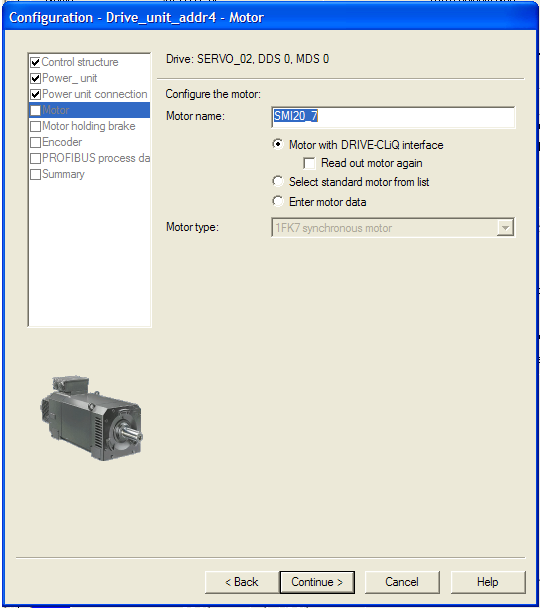 Configuration - Drive_unit_addr4 - Motor
Control structure
Power_ unit
Power unit connection
Motor
Motor holding brake
Encoder
PROFIBUS process da
Summary
Drive: SERVO_02, DDS 0, MDS 0
Configure the motor:
Motor name: SMI20_7
Motor with DRIVE-CLiQ interface
Read out motor again
Select standard motor from list
Enter motor data
Motor type: 1FK7 synchronous motor
< Back Continue > Cancel Help